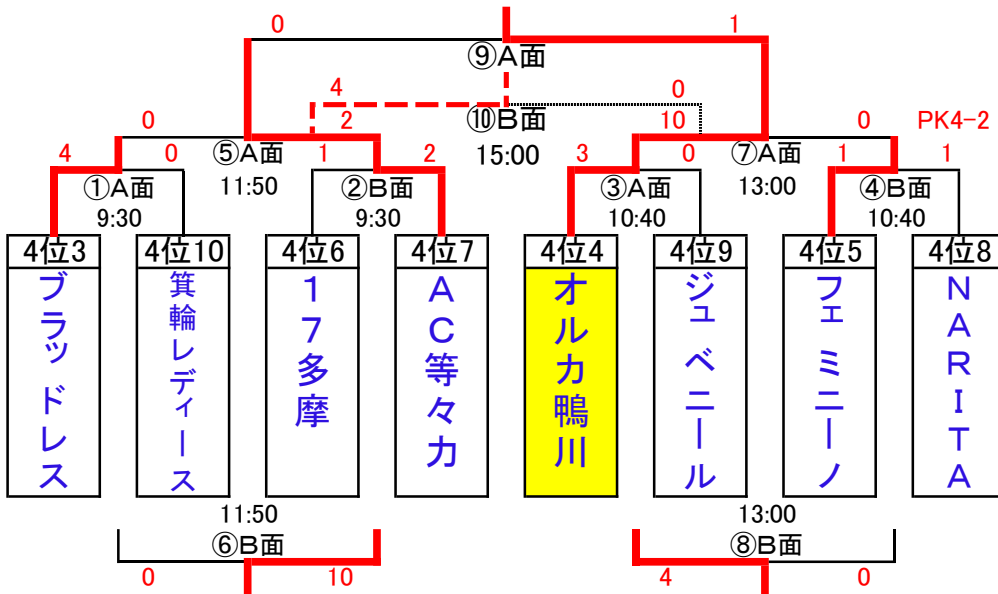 0 1
⑨A面
4 0
⑩B面
15:00
0 2 10 0 PK4-2
⑤A面 ⑦A面
11:50 13:00
4 0 1 2 3 0 1 1
①A面 ②B面 ③A面 ④B面
9:30 9:30 10:40 10:40
4位3 4位10 4位6 4位7 4位4 4位9 4位5 4位8
ブラッドレス
箕輪レディース
17多摩
AC等々力
オルカ鴨川
ジュベニール
フェミニーノ
NARITA
11:50 13:00
⑥B面 ⑧B面
0 10 4 0